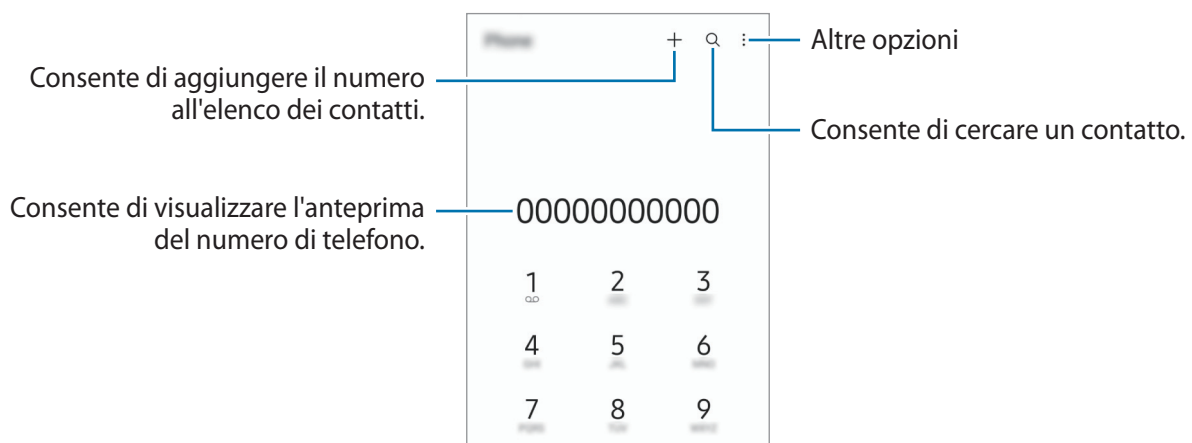 Altre opzioni
Consente di aggiungere il numero
all'elenco dei contatti.
Consente di cercare un contatto.
Consente di visualizzare l'anteprima
del numero di telefono.
00000000000
1 2 3
4 5 6
7 8 9